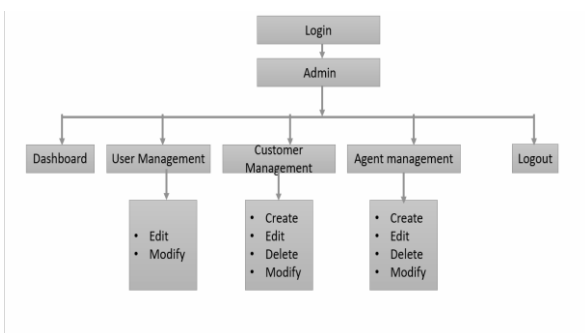 Login
Admin
Dashboard
User Management
Customer
Management
Agent management
Logout
• Edit
• Modify
• Create
• Edit
• Delete
• Modify
• Create
• Edit
• Delete
• Modify